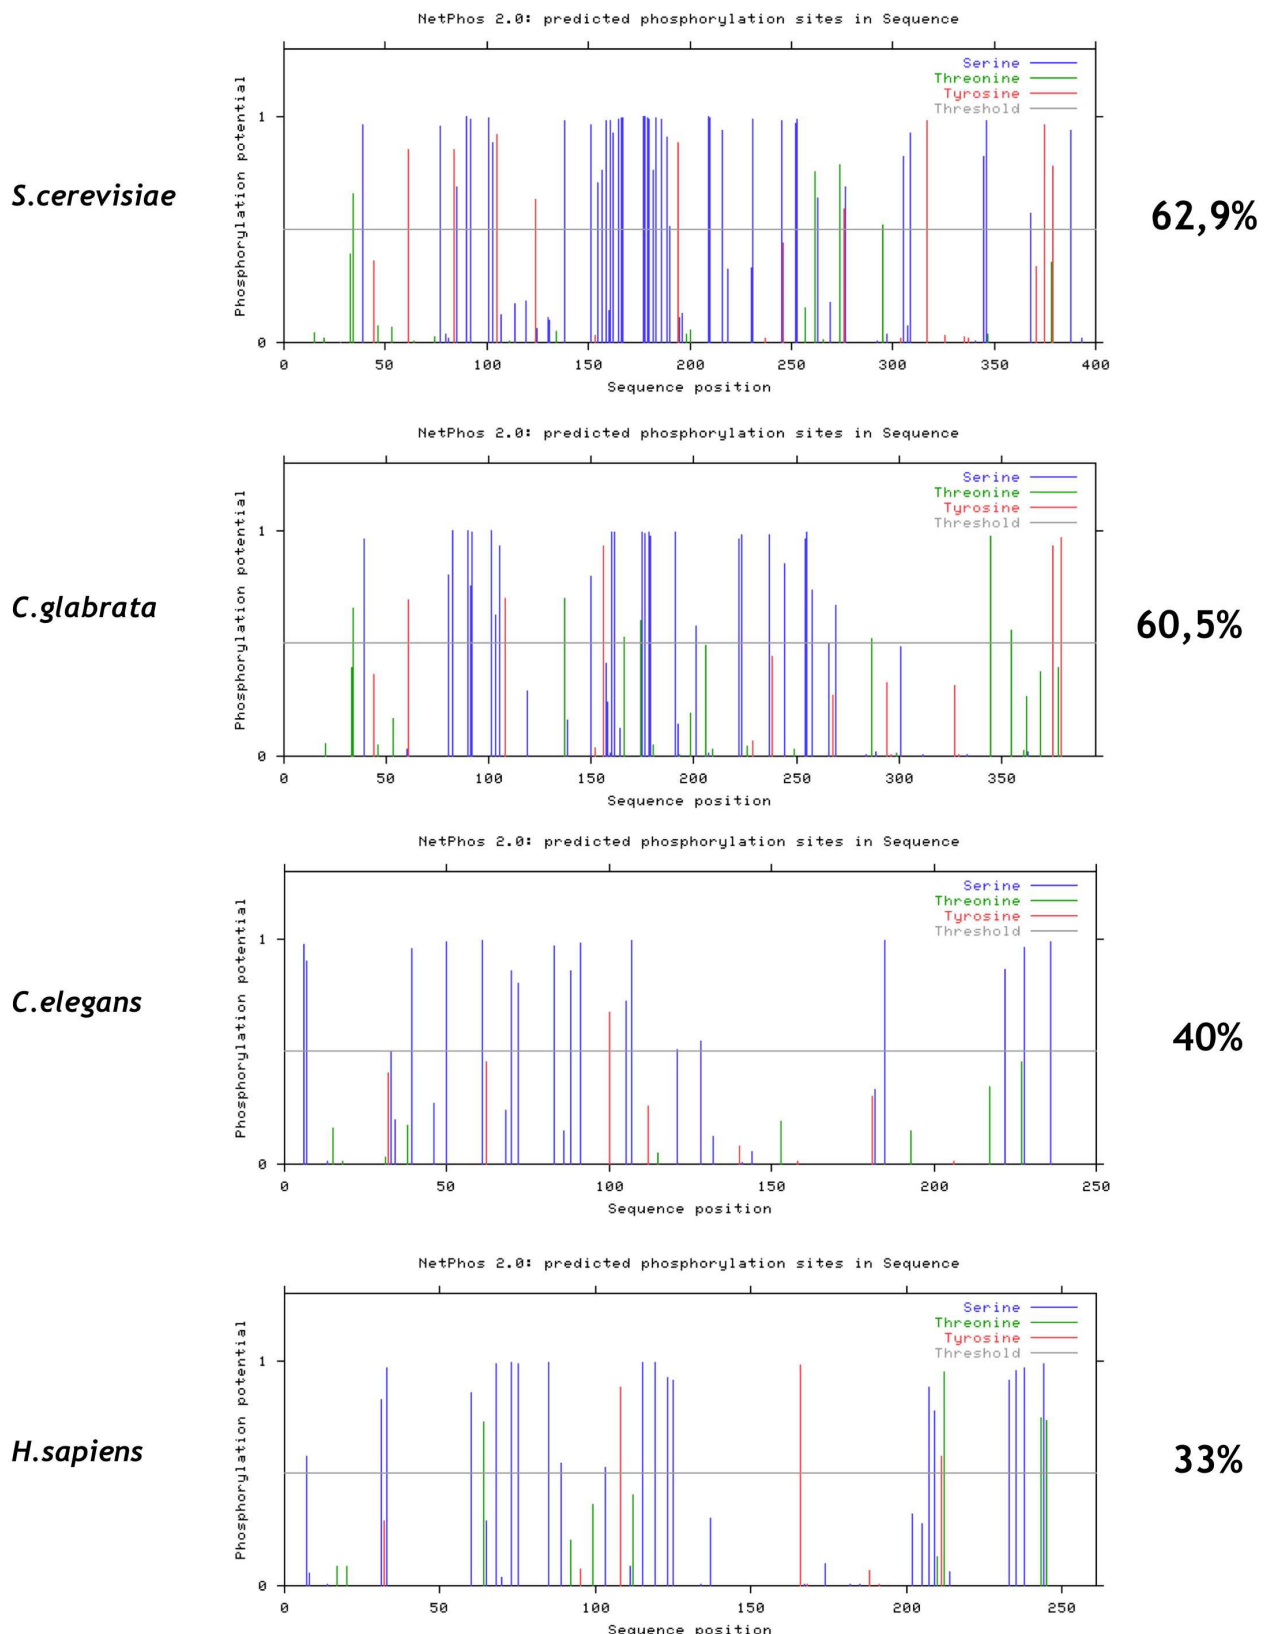 NetPhos 2.0: predicted phosphorylation sites in Sequence
Serine
Threonine
Tyrosine
Threshold
Phosphorylation potential
1
0
0 50 100 150 200 250 300 350 400
Sequence position
S.cerevisiae
62,9%
NetPhos 2.0: predicted phosphorylation sites in Sequence
Serine
Threonine
Tyrosine
Threshold
Phosphorylation potential
1
0
0 50 100 150 200 250 300 350
Sequence position
C.glabrata
60,5%
NetPhos 2.0: predicted phosphorylation sites in Sequence
Serine
Threonine
Tyrosine
Threshold
Phosphorylation potential
1
0
0 50 100 150 200 250
Sequence position
C.elegans
40%
NetPhos 2.0: predicted phosphorylation sites in Sequence
Serine
Threonine
Tyrosine
Threshold
Phosphorylation potential
1
0
0 50 100 150 200 250
Sequence position
H.sapiens
33%